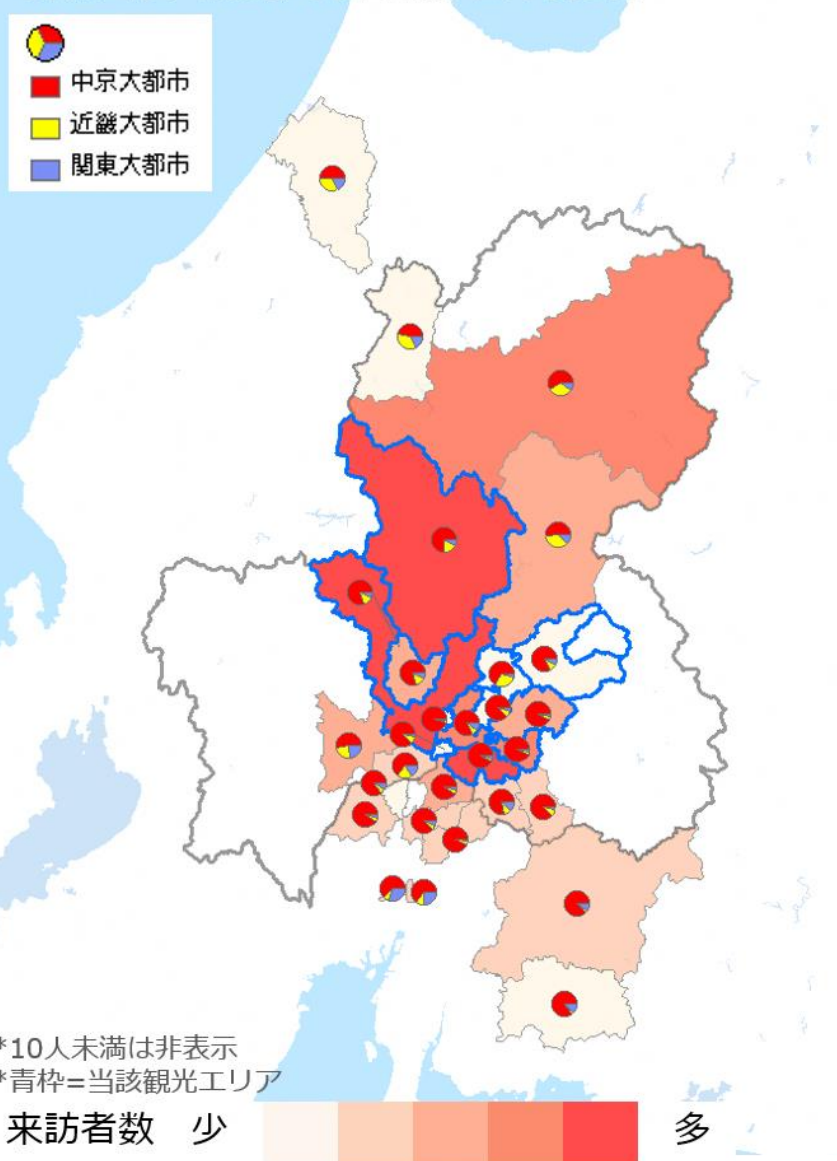 中京大都市
近畿大都市
関東大都市
*10人未満は非表示
*青枠=当該観光エリア
来訪者数 少 多